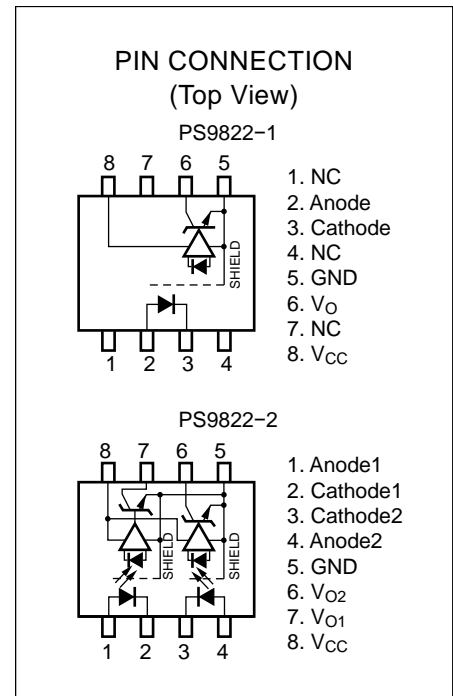 PIN CONNECTION
(Top View)
PS9822−1
8 7 6 5
SHIELD
1 2 3 4
1. NC
2. Anode
3. Cathode
4. NC
5. GND
6. VO
7. NC
8. VCC
PS9822−2
8 7 6 5
SHIELD
SHIELD
1 2 3 4
1. Anode1
2. Cathode1
3. Cathode2
4. Anode2
5. GND
6. VO2
7. VO1
8. VCC